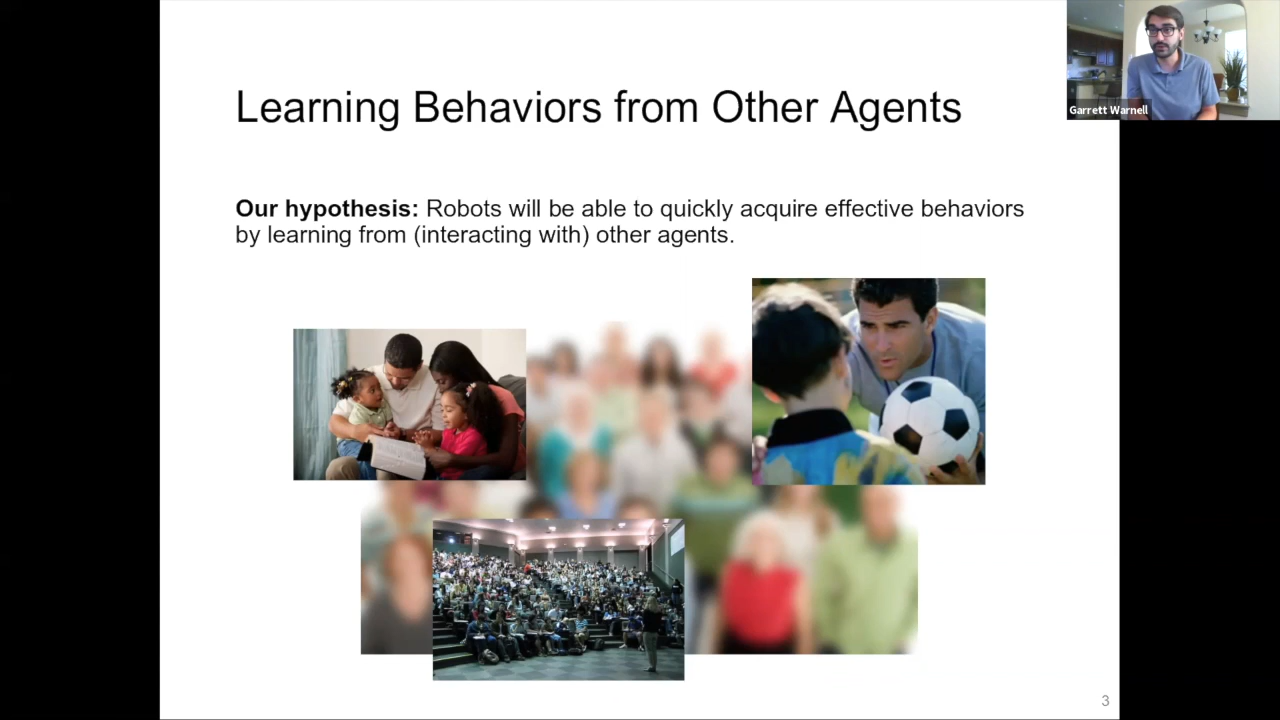 Learning Behaviors from Other Agents
Garrett Warnell
Our hypothesis: Robots will be able to quickly acquire effective behaviors
by learning from (interacting with) other agents.
3